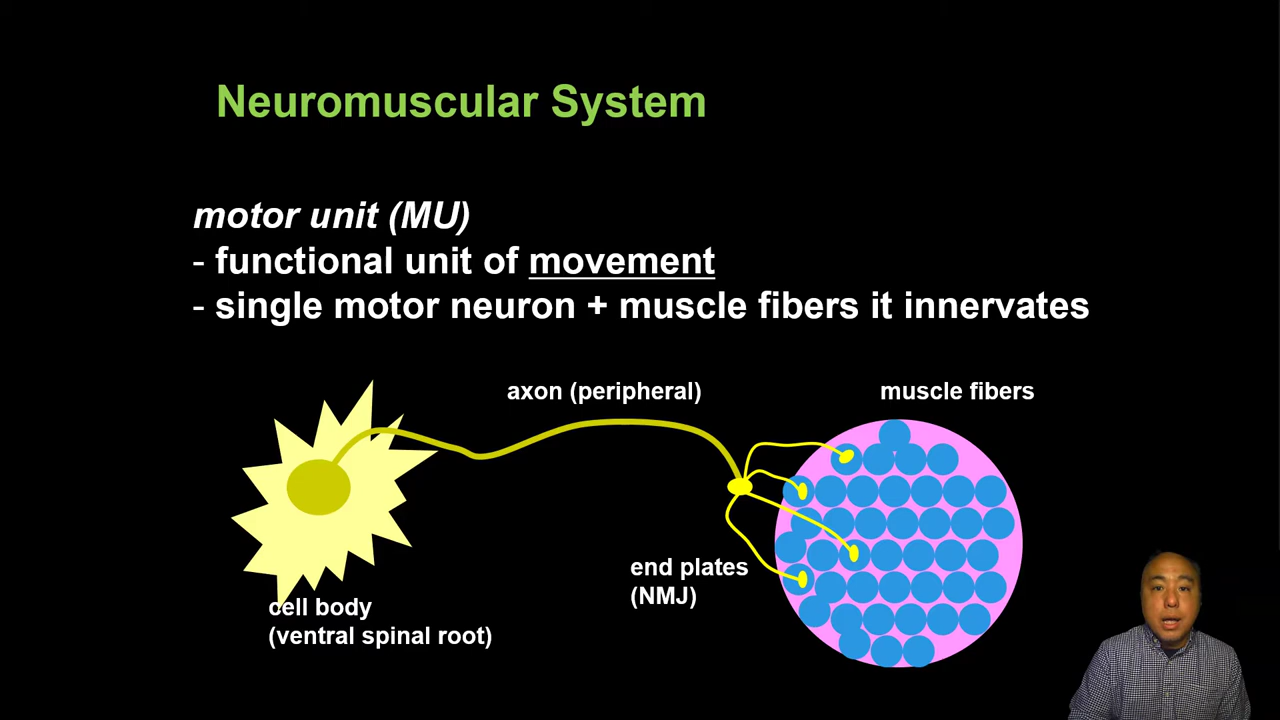 Neuromuscular System
motor unit (MU)
- functional unit of movement
- single motor neuron + muscle fibers it innervates
axon (peripheral)
muscle fibers
end plates
(NMJ)
cell body
(ventral spinal root)